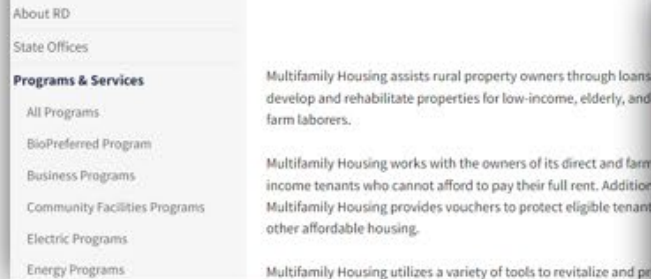 About RD
State Offices
Programs & Services
All Programs
BioPreferred Program
Business Programs
Community Facilities Programs
Electric Programs
Energy Programs
Multifamily Housing assists rural property owners through loans
develop and rehabilitate properties for low-income, elderly, and
farm laborers.
Multifamily Housing works with the owners of its direct and farm
income tenants who cannot afford to pay their full rent.
Multifamily Housing provides vouchers to protect eligible
other affordable housing.
Multifamily Housing utilizes a variety of tools to revitalize and